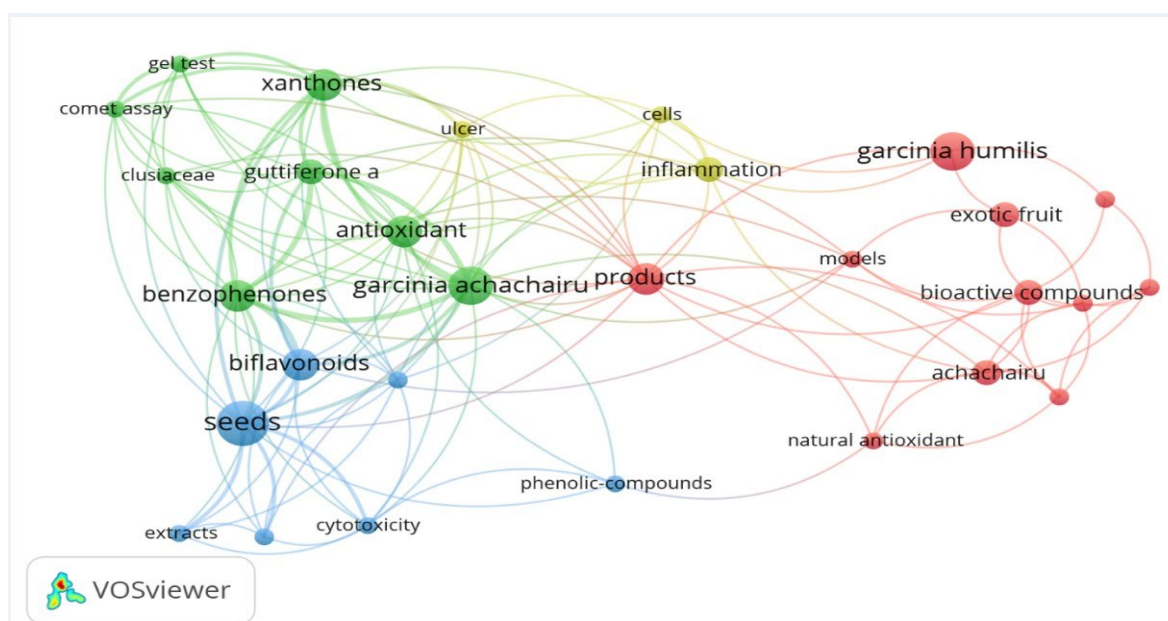 gel test
xanthones
comet assay
ulcer
cells
garcinia humilis
clusiaceae
guttiferone a
inflammation
exotic fruit
antioxidant
models
garcinia achachairu
products
benzophenones
bioactive compounds
biflavonoids
achachairu
seeds
natural antioxidant
phenolic-compounds
extracts
cytotoxicity
VOSviewer